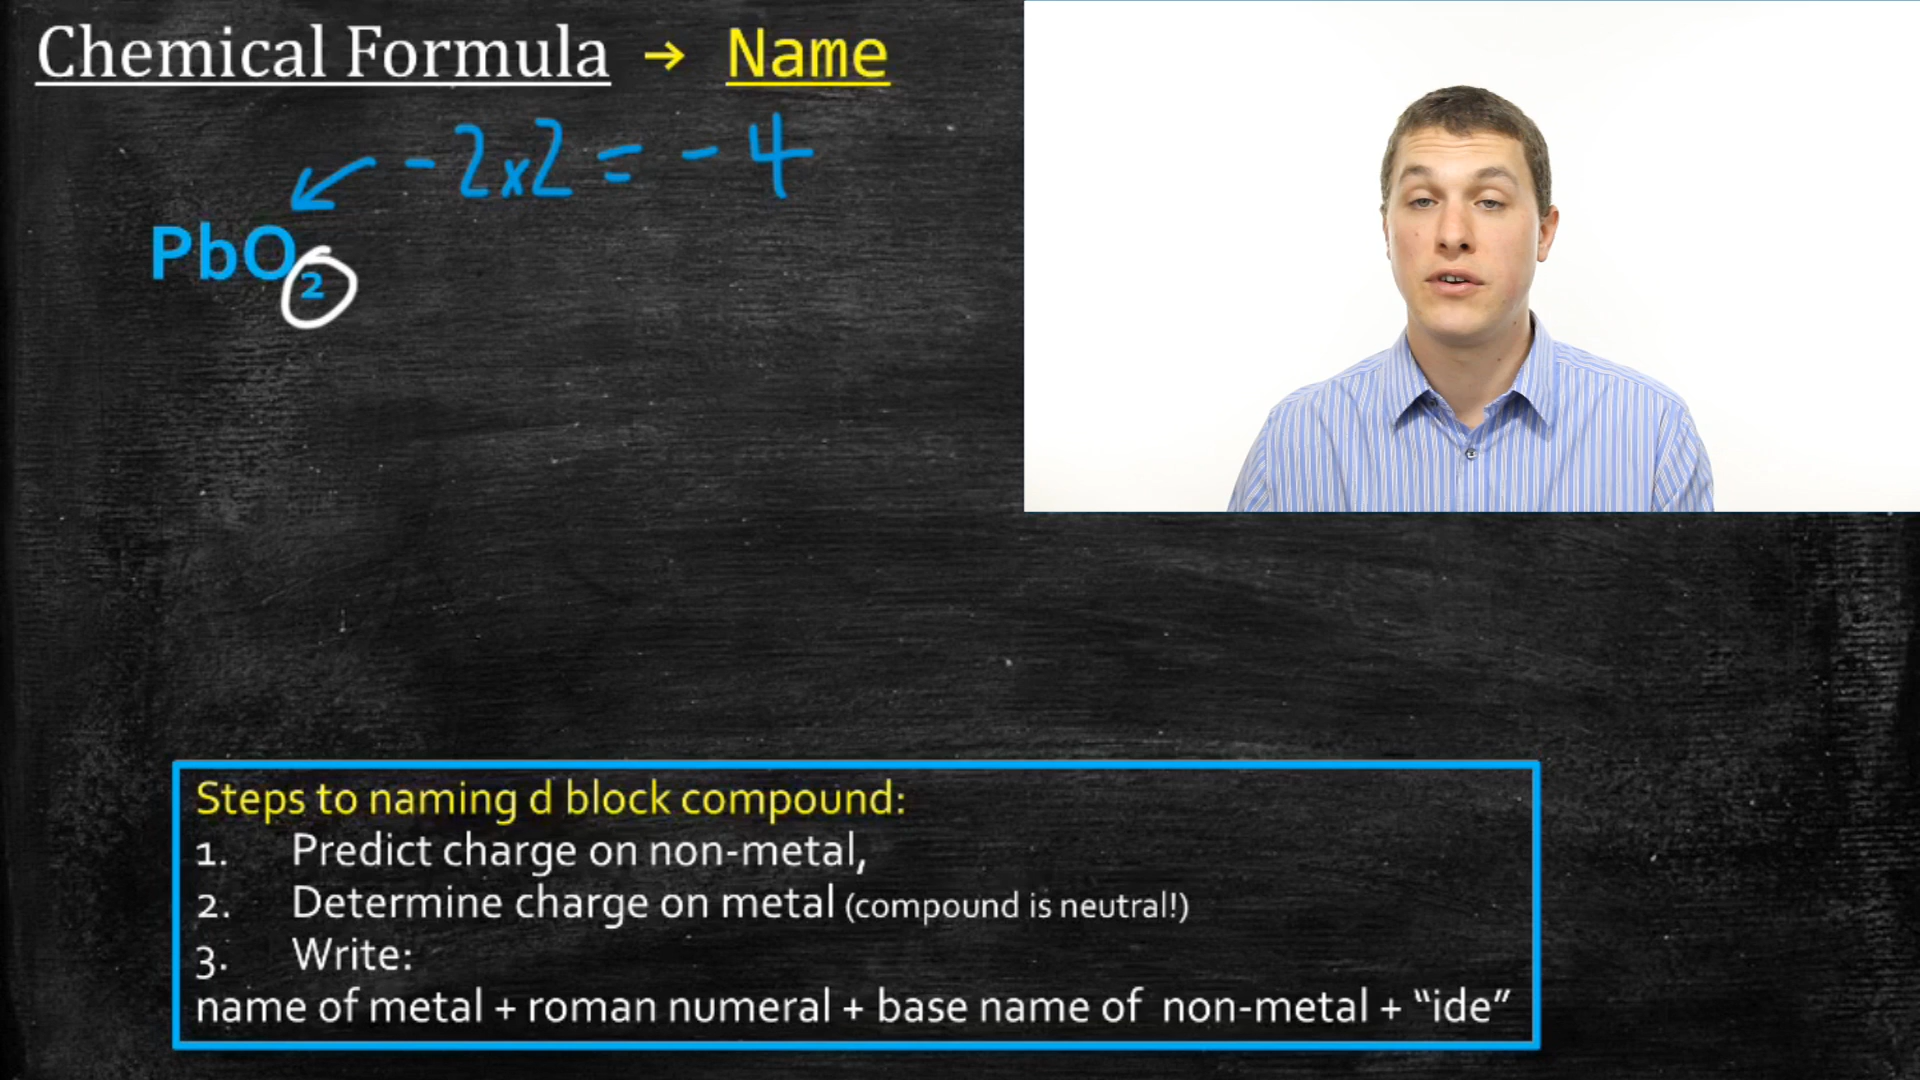 Chemical Formula → Name
-2x2 = -4
PbO₂
Steps to naming d block compound:
1. Predict charge on non-metal,
2. Determine charge on metal (compound is neutral!)
3. Write:
name of metal + roman numeral + base name of non-metal + “ide”